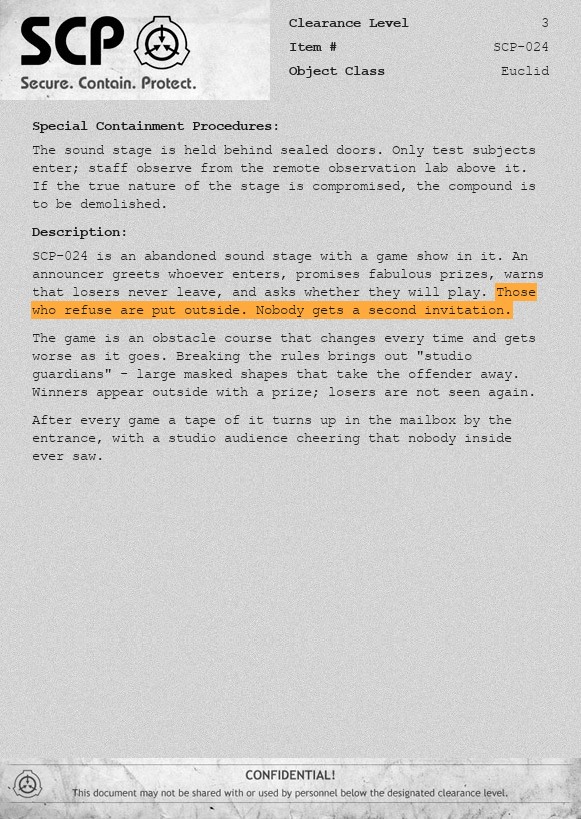 SCP
Secure. Contain. Protect.
Clearance Level 3
Item # SCP-024
Object Class Euclid
Special Containment Procedures:
The sound stage is held behind sealed doors. Only test subjects
enter; staff observe from the remote observation lab above it.
If the true nature of the stage is compromised, the compound is
to be demolished.
Description:
SCP-024 is an abandoned sound stage with a game show in it. An
announcer greets whoever enters, promises fabulous prizes, warns
that losers never leave, and asks whether they will play. Those
who refuse are put outside. Nobody gets a second invitation.
The game is an obstacle course that changes every time and gets
worse as it goes. Breaking the rules brings out "studio
guardians" - large masked shapes that take the offender away.
Winners appear outside with a prize; losers are not seen again.
After every game a tape of it turns up in the mailbox by the
entrance, with a studio audience cheering that nobody inside
ever saw.
CONFIDENTIAL!
This document may not be shared with or used by personnel below the designated clearance level.